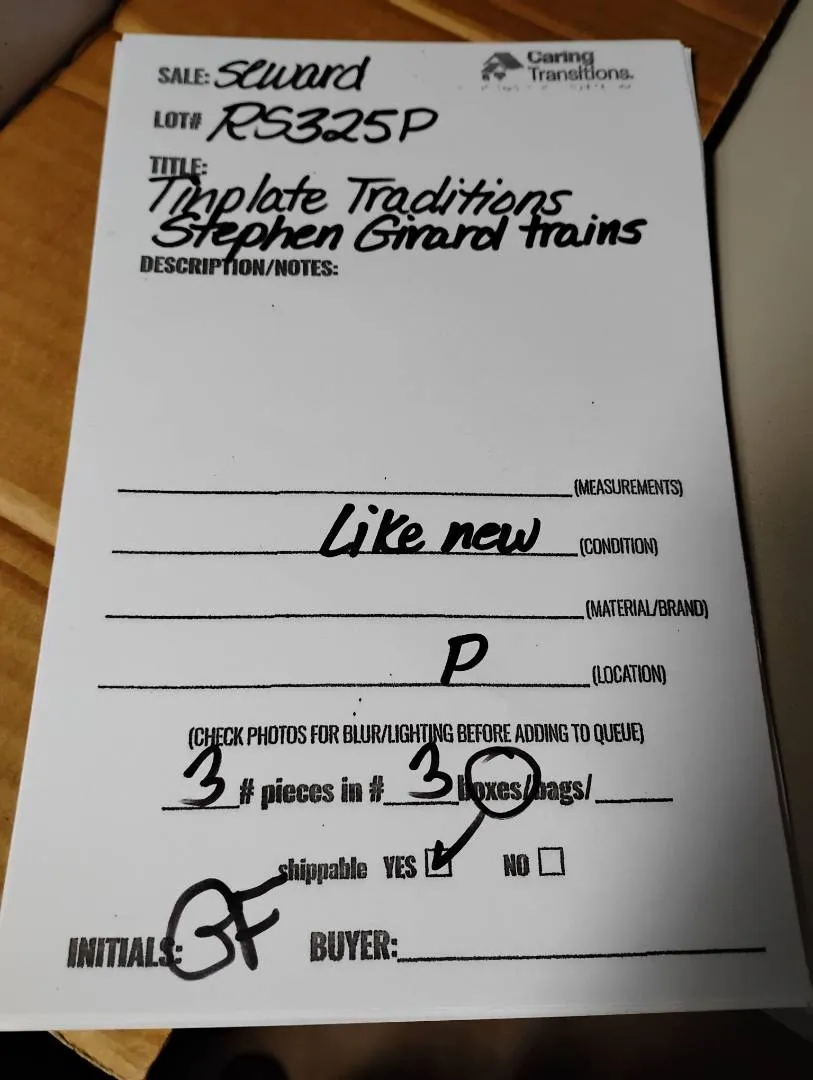 SALE: Seward
Caring
Transitions.
LOT# RS325P
TITLE:
Tinplate Traditions
Stephen Girard trains
DESCRIPTION/NOTES:
(MEASUREMENTS)
Like new (CONDITION)
(MATERIAL/BRAND)
P (LOCATION)
(CHECK PHOTOS FOR BLUR/LIGHTING BEFORE ADDING TO QUEUE)
3 # pieces in # 3 boxes/bags/
shippable YES NO
INITIALS: BF BUYER: